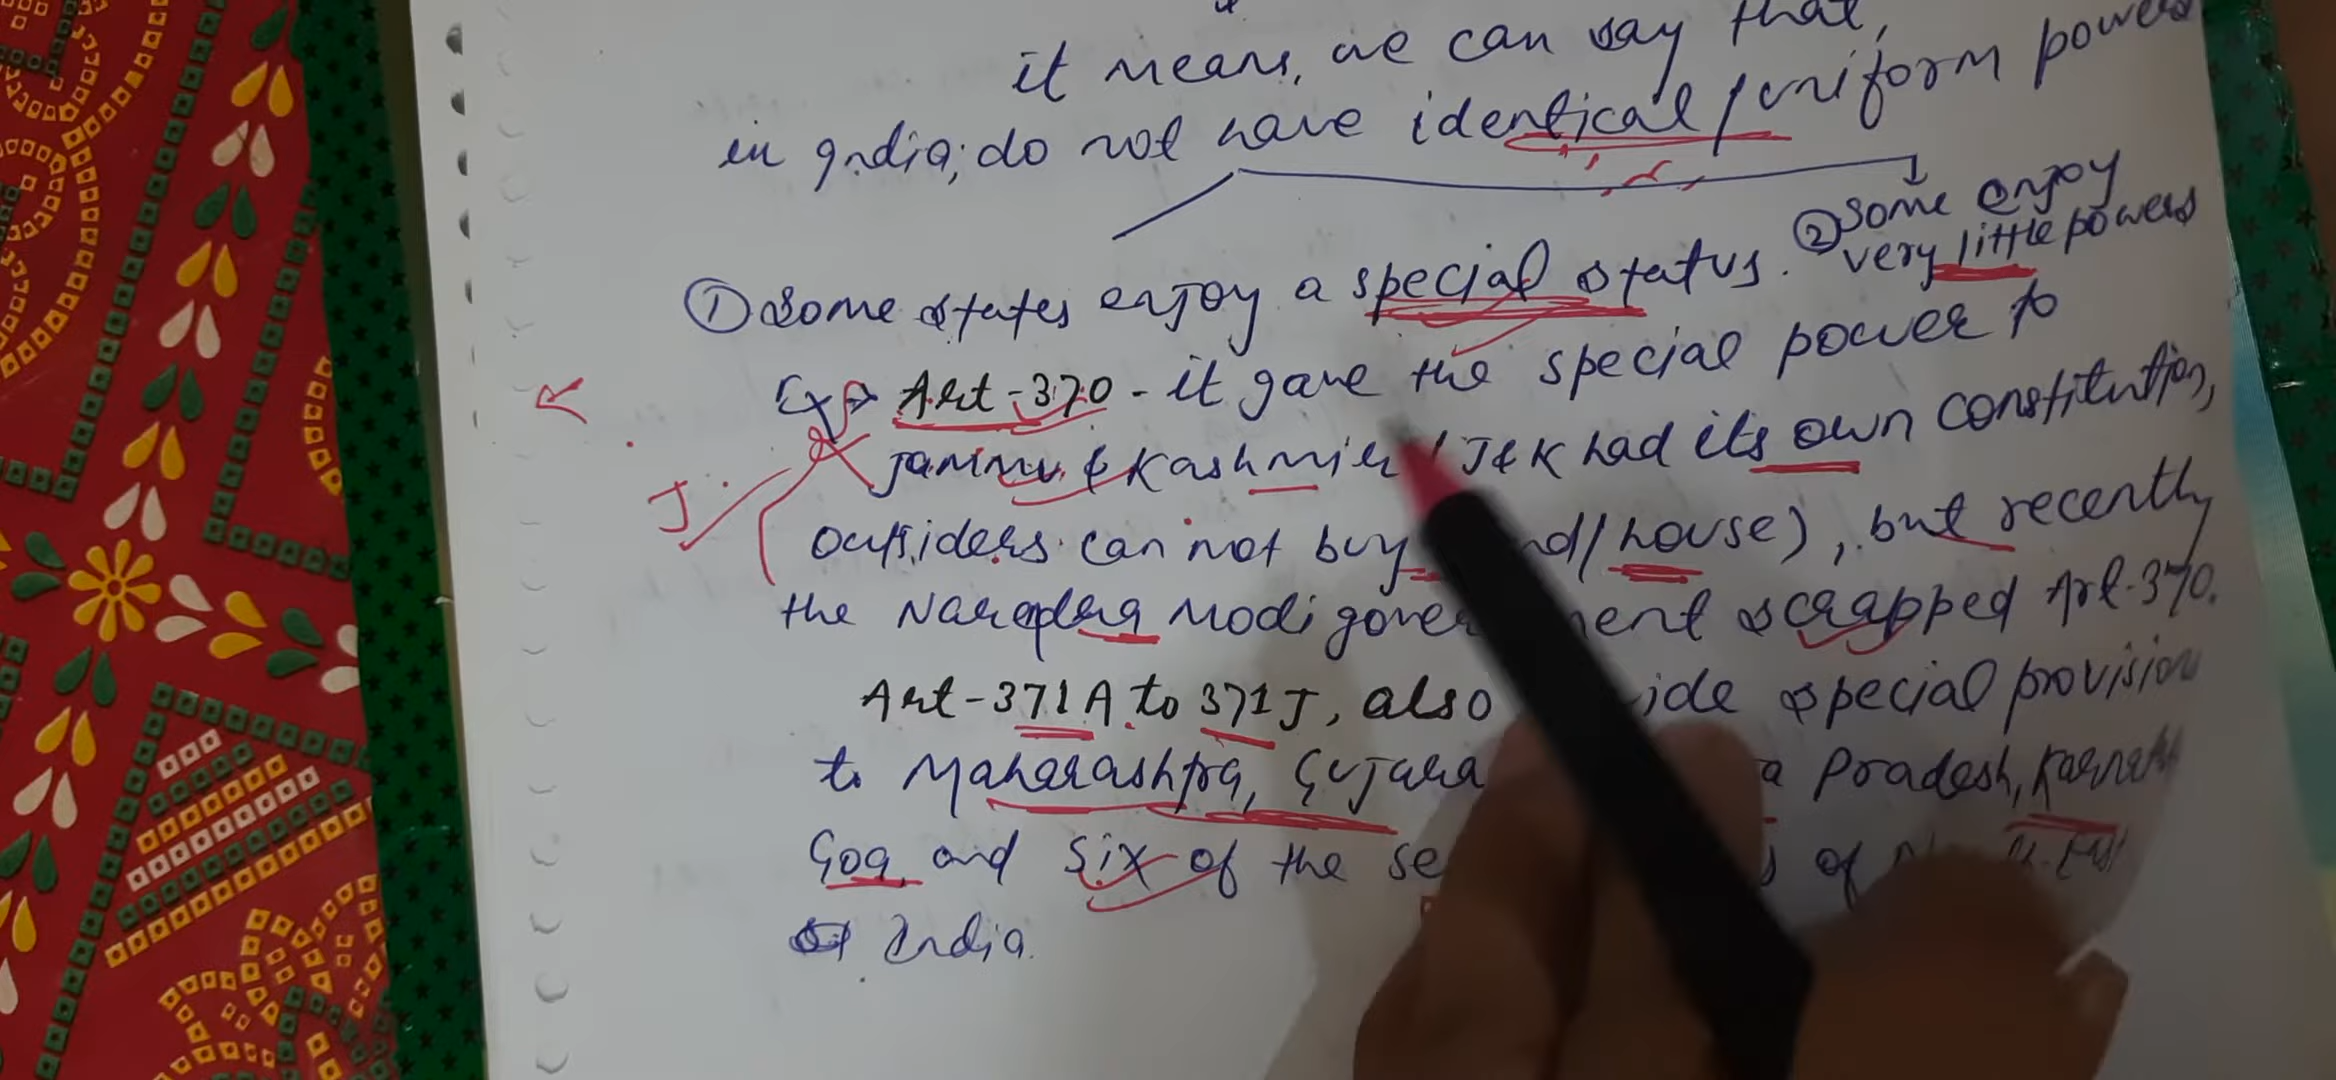 it means, we can say that,
in India, do not have identical / uniform powers
① Some states enjoy a special status.
② Some enjoy
very little powers
Ex → Art-370 - it gave the special power to
Jammu & Kashmir J&K had its own constitution,
outsiders can not buy nd/house), but recently
the Narendra Modi gover ment scrapped Art-370.
Art-371A to 371J, also ide special provision
to Maharashtra, Gujara a Pradesh, Karnat
Goa, and Six of the se s of
India.
J